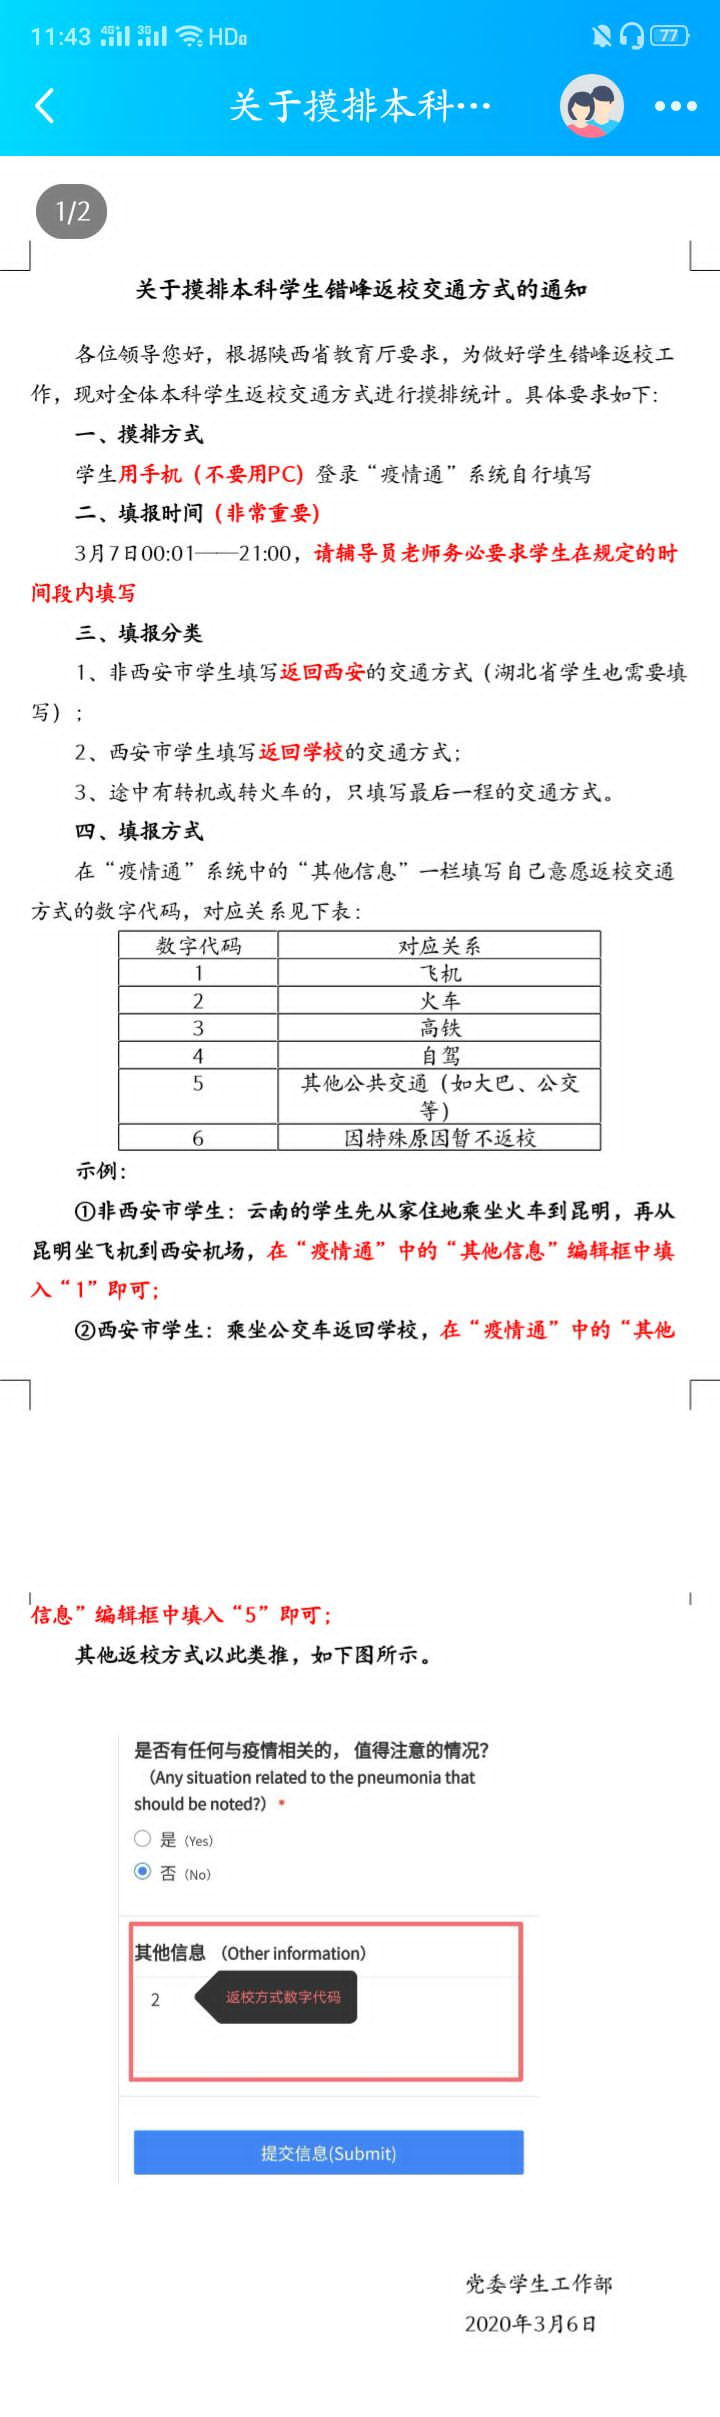 11:43 4G 3G HD
77
关于摸排本科···
1/2
关于摸排本科学生错峰返校交通方式的通知
各位领导您好，根据陕西省教育厅要求，为做好学生错峰返校工
作，现对全体本科学生返校交通方式进行摸排统计。具体要求如下：
一、摸排方式
学生用手机（不要用PC）登录“疫情通”系统自行填写
二、填报时间（非常重要）
3月7日00:01——21:00，请辅导员老师务必要求学生在规定的时
间段内填写
三、填报分类
1、非西安市学生填写返回西安的交通方式（湖北省学生也需要填
写）；
2、西安市学生填写返回学校的交通方式；
3、途中有转机或转火车的，只填写最后一程的交通方式。
四、填报方式
在“疫情通”系统中的“其他信息”一栏填写自己意愿返校交通
方式的数字代码，对应关系见下表：
数字代码 对应关系
1 飞机
2 火车
3 高铁
4 自驾
5 其他公共交通（如大巴、公交
等）
6 因特殊原因暂不返校
示例：
①非西安市学生：云南的学生先从家住地乘坐火车到昆明，再从
昆明坐飞机到西安机场，在“疫情通”中的“其他信息”编辑框中填
入“1”即可；
②西安市学生：乘坐公交车返回学校，在“疫情通”中的“其他
信息”编辑框中填入“5”即可；
其他返校方式以此类推，如下图所示。
是否有任何与疫情相关的，值得注意的情况？
（Any situation related to the pneumonia that
should be noted?） *
是（Yes）
否（No）
其他信息 （Other information）
2 返校方式数字代码
提交信息(Submit)
党委学生工作部
2020年3月6日